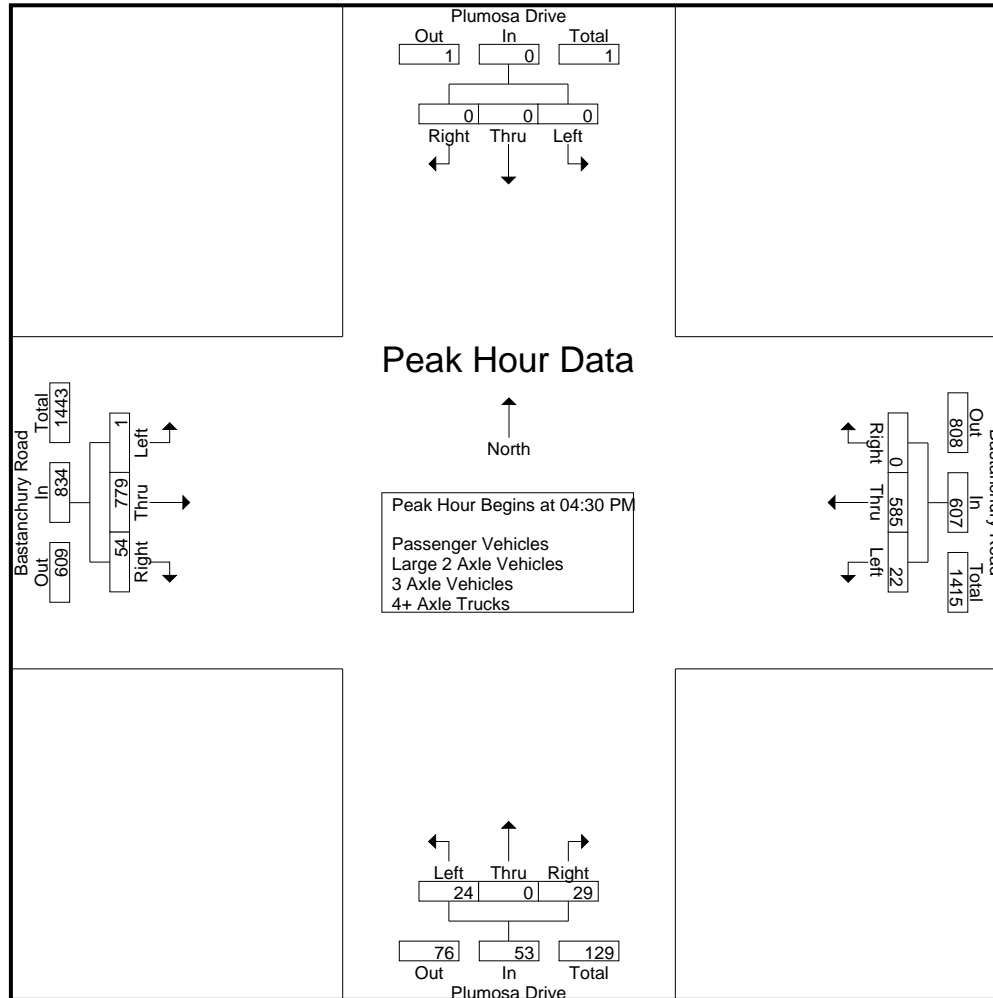 Plumosa Drive
Out In Total
1 0 1
0 0 0
Right Thru Left
Peak Hour Data
North
Peak Hour Begins at 04:30 PM
Passenger Vehicles
Large 2 Axle Vehicles
3 Axle Vehicles
4+ Axle Trucks
Bastanchury Road
Total In Out
1443 834 609
1 779 54
Left Thru Right
Right Thru Left
0 585 22
808 607 1415
Out In Total
Bastanchury Road
Left Thru Right
24 0 29
76 53 129
Out In Total
Plumosa Drive